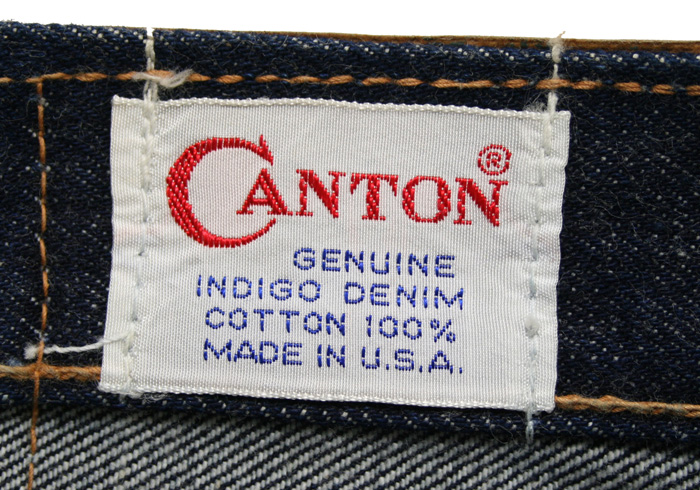 CANTON®
GENUINE
INDIGO DENIM
COTTON 100%
MADE IN U.S.A.